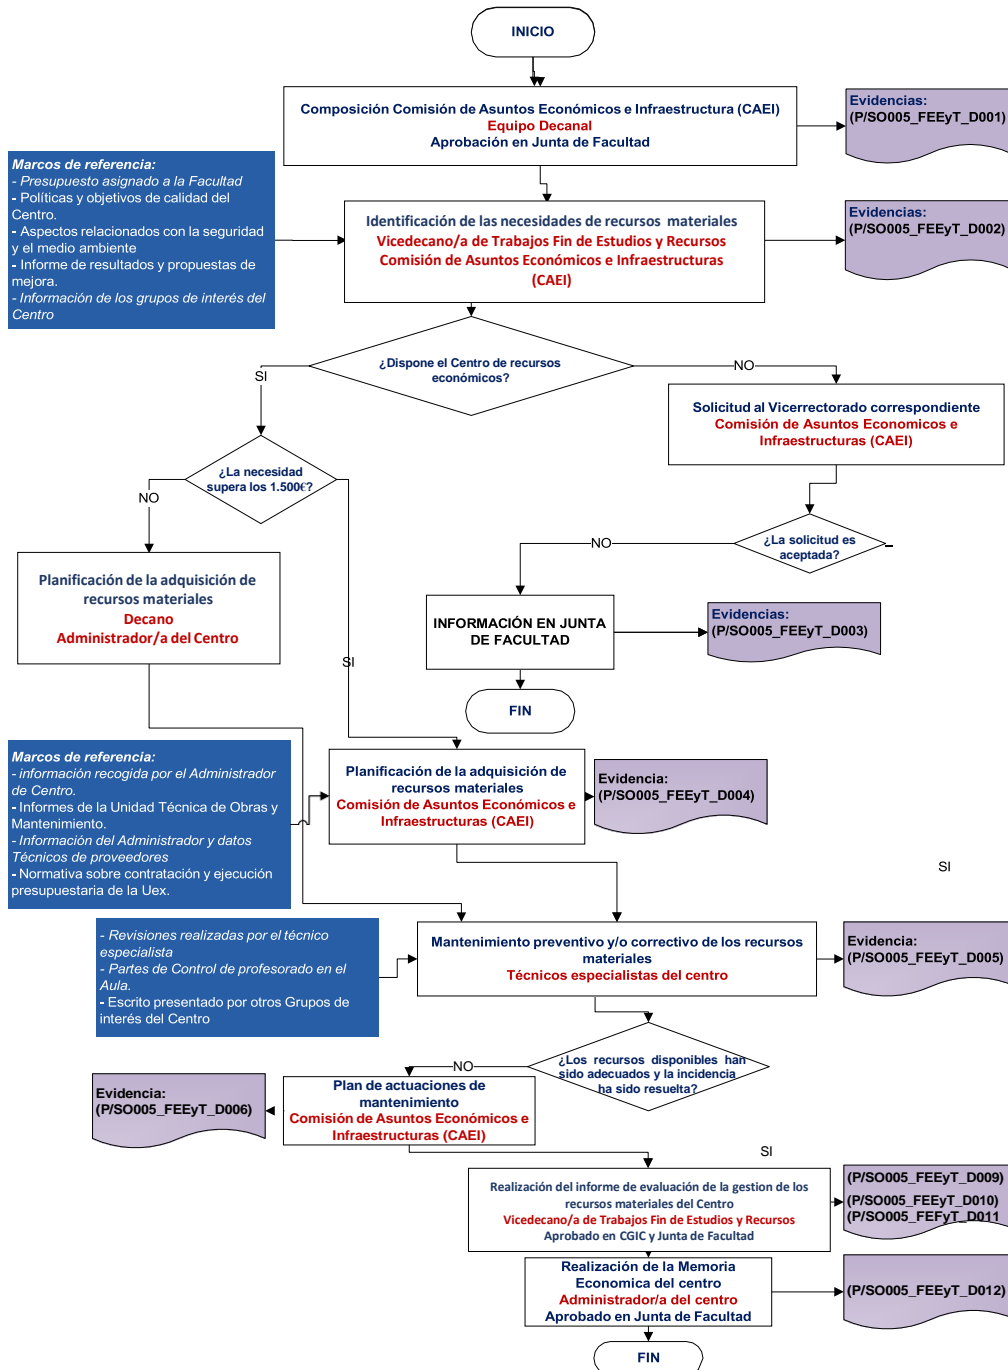 INICIO
Composición Comisión de Asuntos Económicos e Infraestructura (CAEI)
Equipo Decanal
Aprobación en Junta de Facultad
Evidencias:
(P/SO005_FEEyT_D001)
Marcos de referencia:
- Presupuesto asignado a la Facultad
- Políticas y objetivos de calidad del
Centro.
- Aspectos relacionados con la seguridad
y el medio ambiente
- Informe de resultados y propuestas de
mejora.
- Información de los grupos de interés del
Centro
Identificación de las necesidades de recursos materiales
Vicedecano/a de Trabajos Fin de Estudios y Recursos
Comisión de Asuntos Económicos e Infraestructuras
(CAEI)
Evidencias:
(P/SO005_FEEyT_D002)
¿Dispone el Centro de recursos
económicos?
SI
NO
Solicitud al Vicerrectorado correspondiente
Comisión de Asuntos Economicos e
Infraestructuras (CAEI)
¿La necesidad
supera los 1.500€?
NO
SI
¿La solicitud es
aceptada?
NO
Planificación de la adquisición de
recursos materiales
Decano
Administrador/a del Centro
INFORMACIÓN EN JUNTA
DE FACULTAD
Evidencias:
(P/SO005_FEEyT_D003)
FIN
Marcos de referencia:
- información recogida por el Administrador
de Centro.
- Informes de la Unidad Técnica de Obras y
Mantenimiento.
- Información del Administrador y datos
Técnicos de proveedores
- Normativa sobre contratación y ejecución
presupuestaria de la Uex.
Planificación de la adquisición de
recursos materiales
Comisión de Asuntos Económicos e
Infraestructuras (CAEI)
Evidencia:
(P/SO005_FEEyT_D004)
SI
- Revisiones realizadas por el técnico
especialista
- Partes de Control de profesorado en el
Aula.
- Escrito presentado por otros Grupos de
interés del Centro
Mantenimiento preventivo y/o correctivo de los recursos
materiales
Técnicos especialistas del centro
Evidencia:
(P/SO005_FEEyT_D005)
¿Los recursos disponibles han
sido adecuados y la incidencia
ha sido resuelta?
NO
Plan de actuaciones de
mantenimiento
Comisión de Asuntos Económicos e
Infraestructuras (CAEI)
Evidencia:
(P/SO005_FEEyT_D006)
SI
Realización del informe de evaluación de la gestion de los
recursos materiales del Centro
Vicedecano/a de Trabajos Fin de Estudios y Recursos
Aprobado en CGIC y Junta de Facultad
(P/SO005_FEEyT_D009)
(P/SO005_FEEyT_D010)
(P/SO005_FEFyT_D011
Realización de la Memoria
Economica del centro
Administrador/a del centro
Aprobado en Junta de Facultad
(P/SO005_FEEyT_D012)
FIN